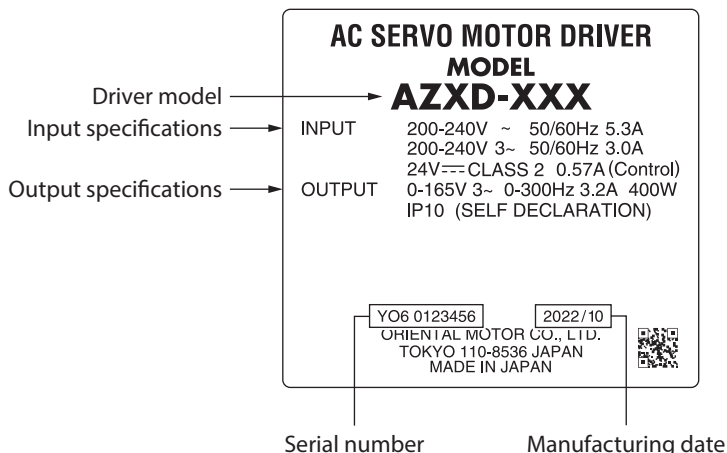 AC SERVO MOTOR DRIVER
MODEL
Driver model AZXD-XXX
Input specifications INPUT 200-240V ~ 50/60Hz 5.3A
200-240V 3~ 50/60Hz 3.0A
24V⎓CLASS 2 0.57A (Control)
Output specifications OUTPUT 0-165V 3~ 0-300Hz 3.2A 400W
IP10 (SELF DECLARATION)
YO6 0123456 2022/10
ORIENTAL MOTOR CO., LTD.
TOKYO 110-8536 JAPAN
MADE IN JAPAN
Serial number Manufacturing date